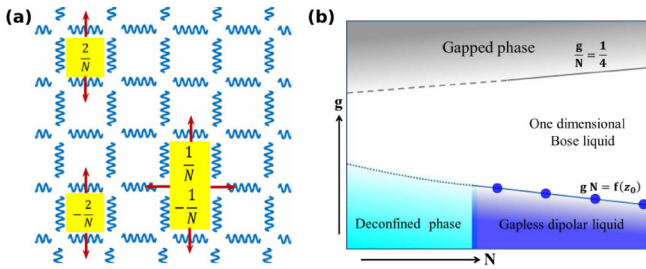 (a)
2/N
1/N
-1/N
-2/N
(b)
Gapped phase
g/N = 1/4
g
One dimensional
Bose liquid
g N = f(z₀)
Deconfined phase
Gapless dipolar liquid
N